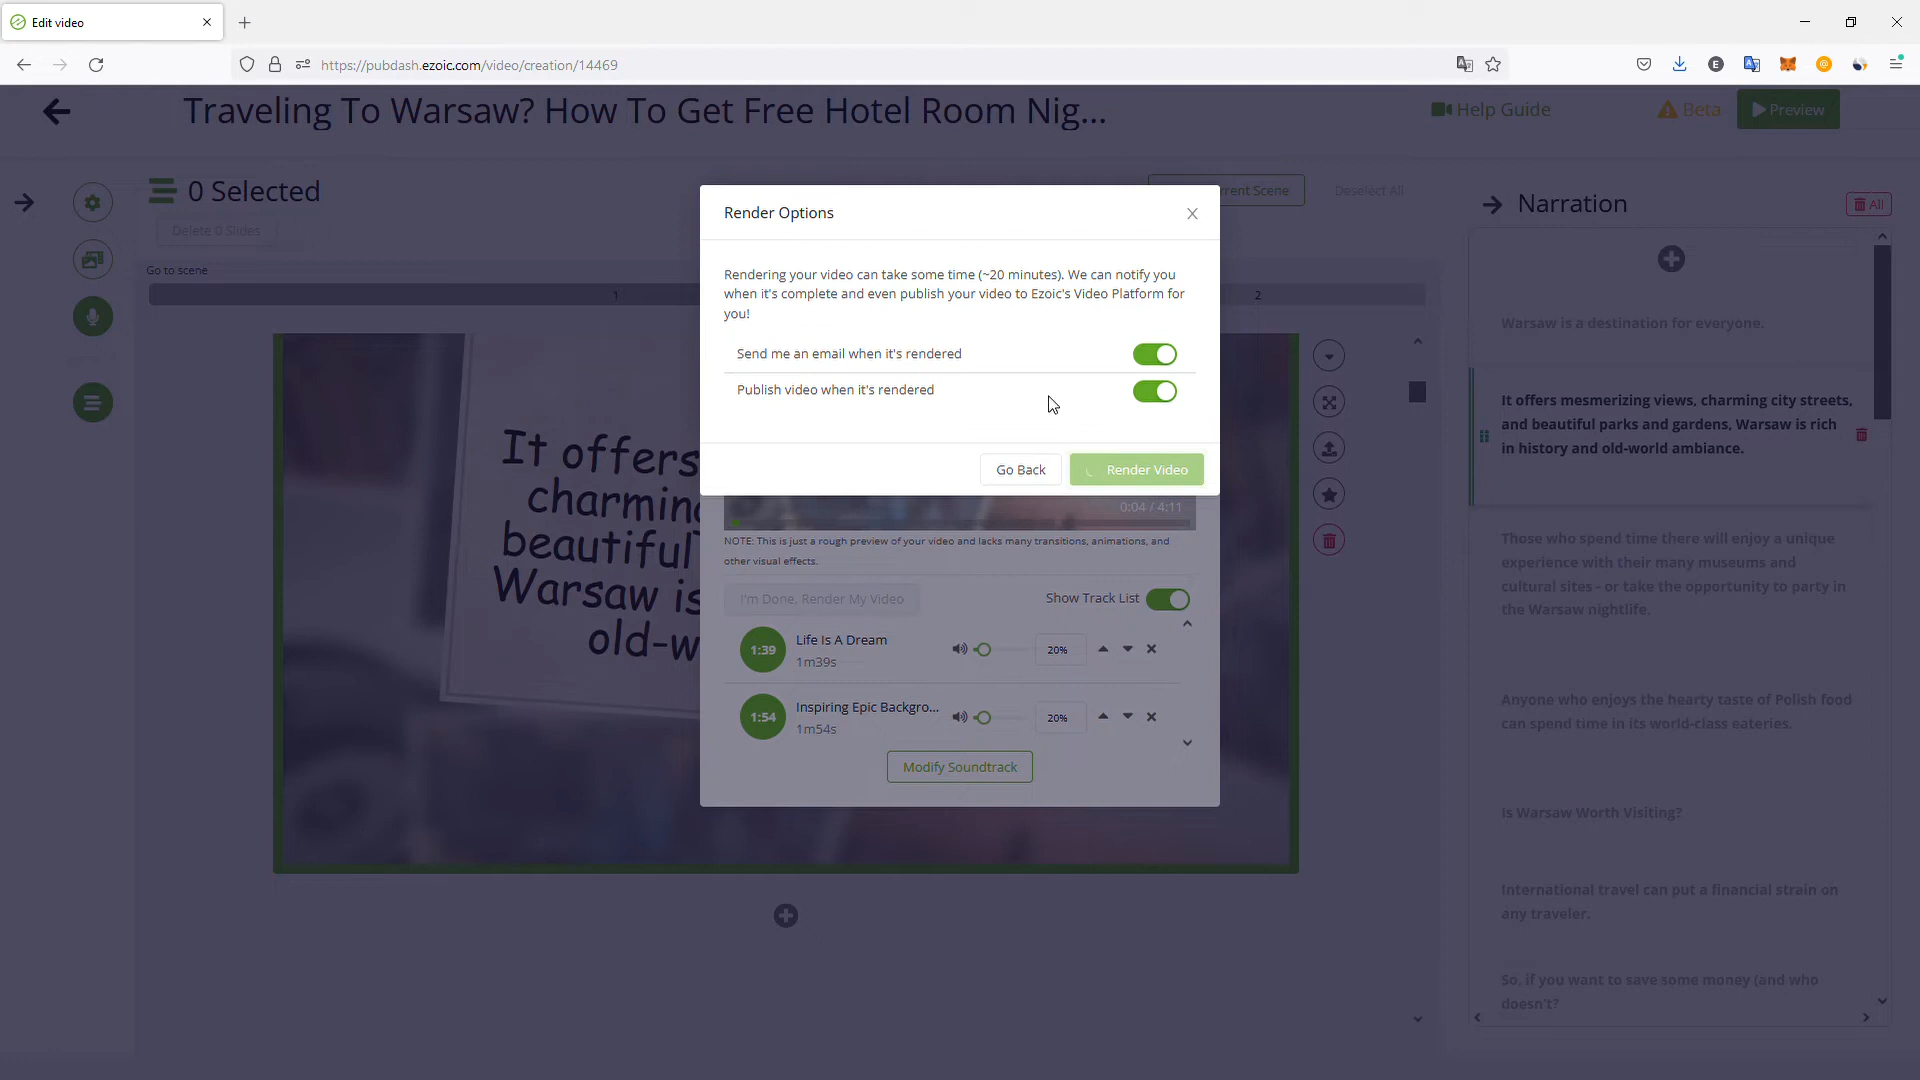 Edit video
https://pubdash.ezoic.com/video/creation/14469
Traveling To Warsaw? How To Get Free Hotel Room Nig...
Help Guide
Beta
Preview
0 Selected
rent Scene
Deselect All
Delete 0 Slides
Go to scene
1
2
It offers
charming
beautiful
Warsaw is
old-w
Render Options
Rendering your video can take some time (~20 minutes). We can notify you
when it's complete and even publish your video to Ezoic's Video Platform for
you!
Send me an email when it's rendered
Publish video when it's rendered
Go Back
Render Video
0:04 / 4:11
NOTE: This is just a rough preview of your video and lacks many transitions, animations, and
other visual effects.
I'm Done, Render My Video
Show Track List
1:39
Life Is A Dream
1m39s
20%
1:54
Inspiring Epic Backgro...
1m54s
20%
Modify Soundtrack
Narration
All
Warsaw is a destination for everyone.
It offers mesmerizing views, charming city streets,
and beautiful parks and gardens, Warsaw is rich
in history and old-world ambiance.
Those who spend time there will enjoy a unique
experience with their many museums and
cultural sites - or take the opportunity to party in
the Warsaw nightlife.
Anyone who enjoys the hearty taste of Polish food
can spend time in its world-class eateries.
Is Warsaw Worth Visiting?
International travel can put a financial strain on
any traveler.
So, if you want to save some money (and who
doesn't?